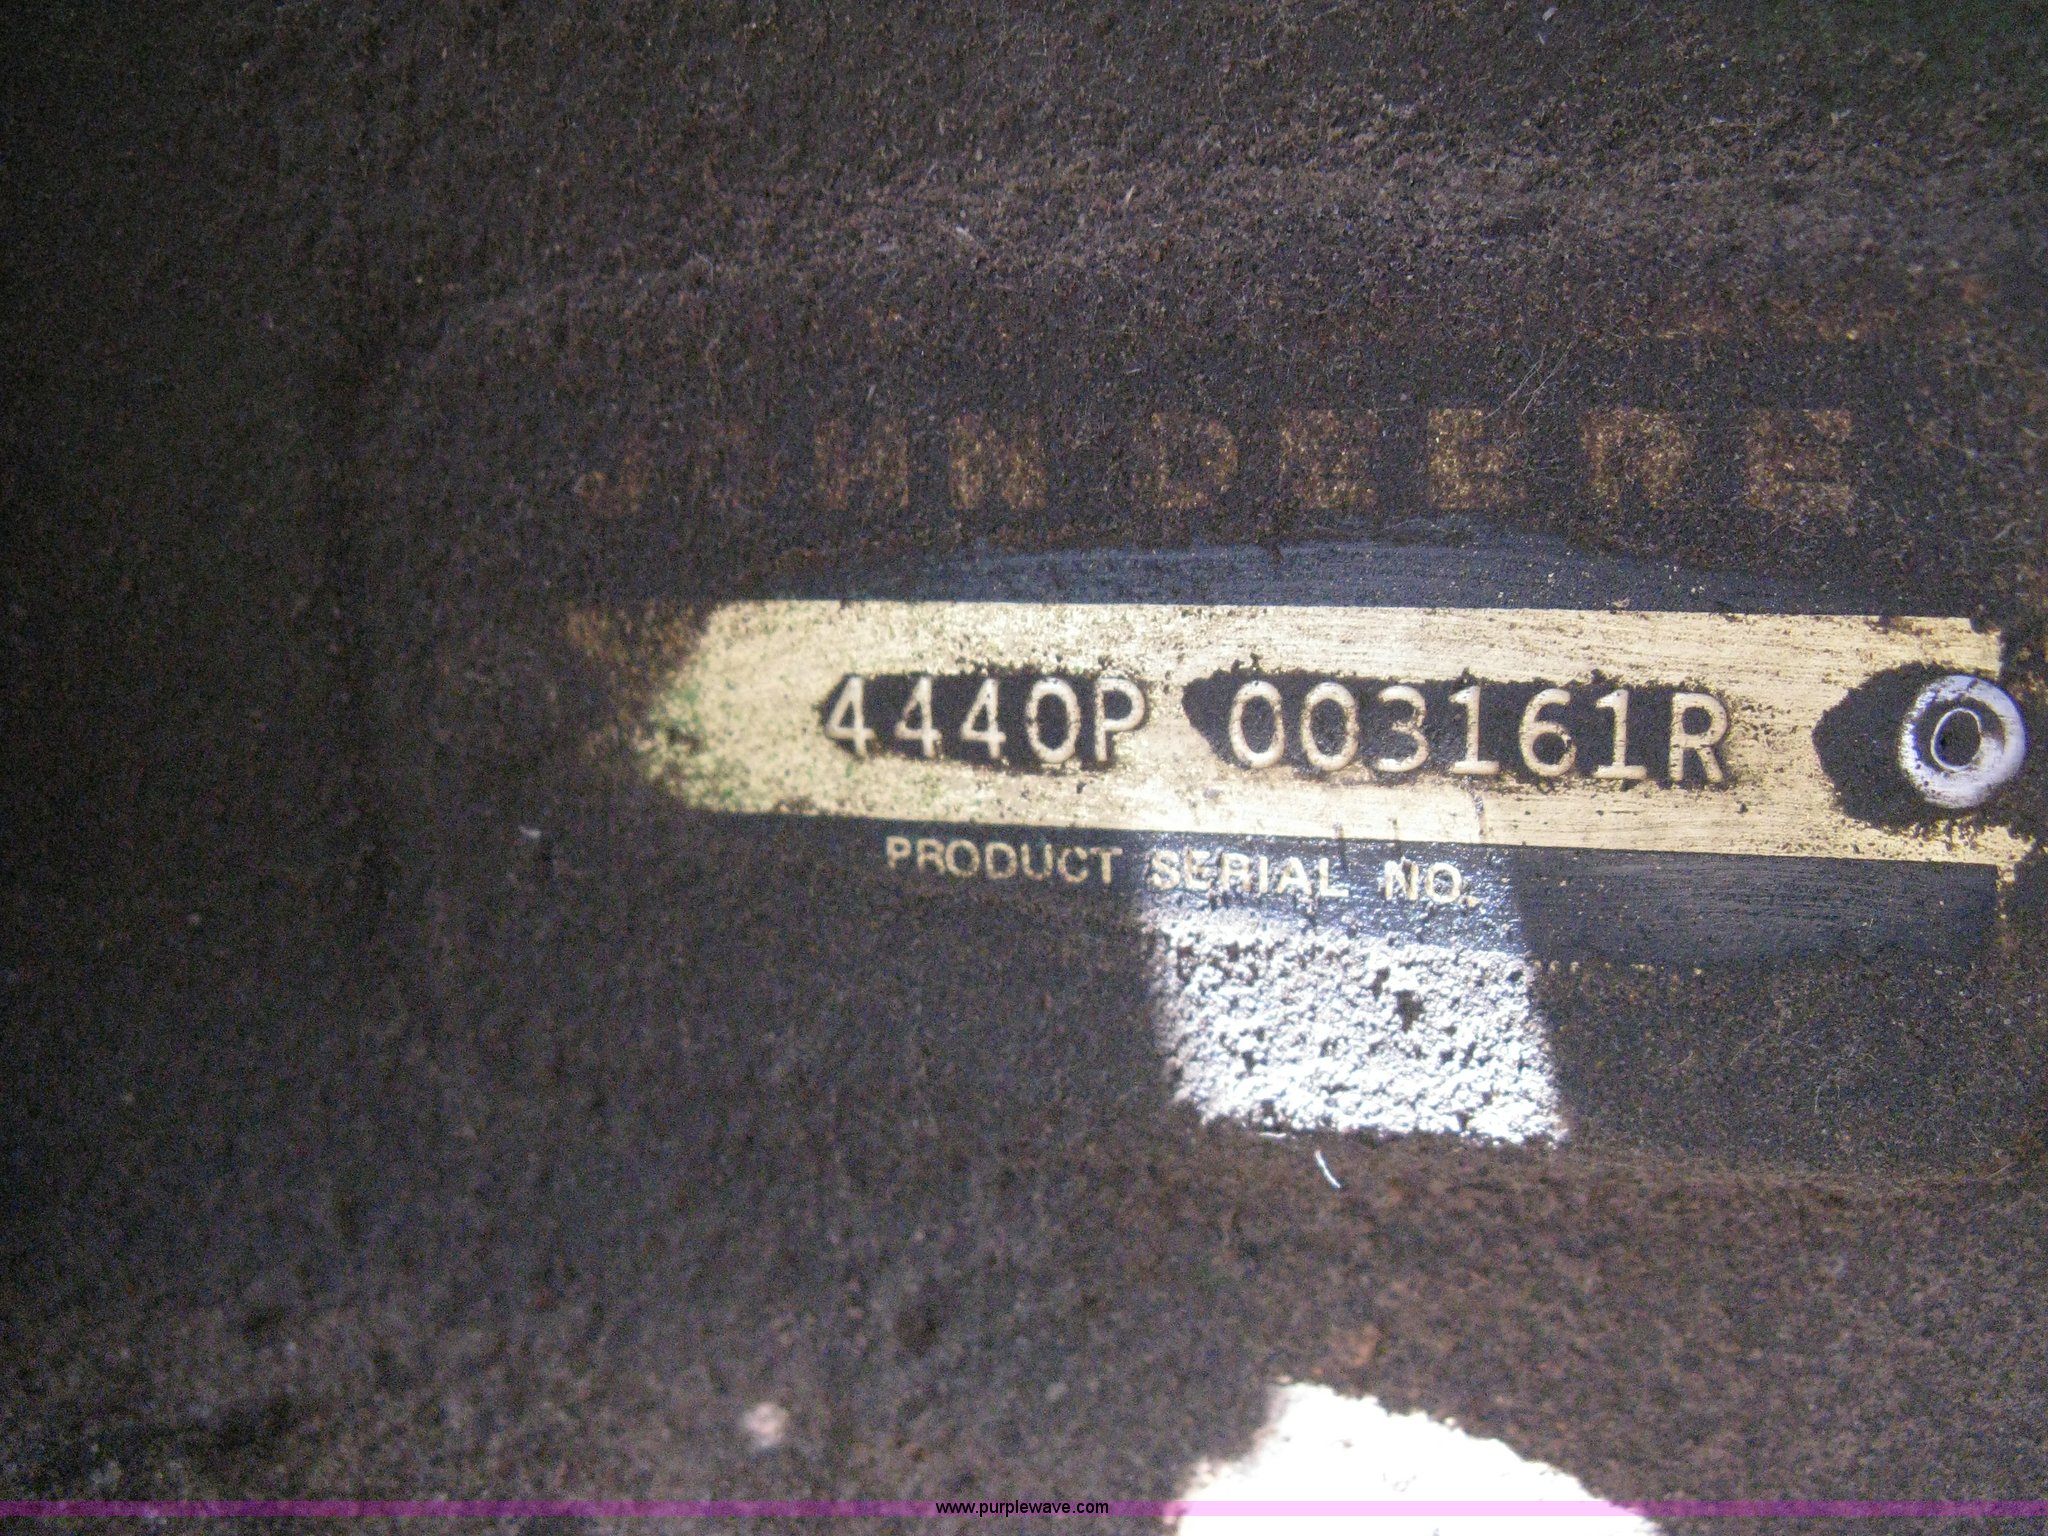 JOHN DEERE
4440P 003161R
PRODUCT SERIAL NO.
www.purplewave.com